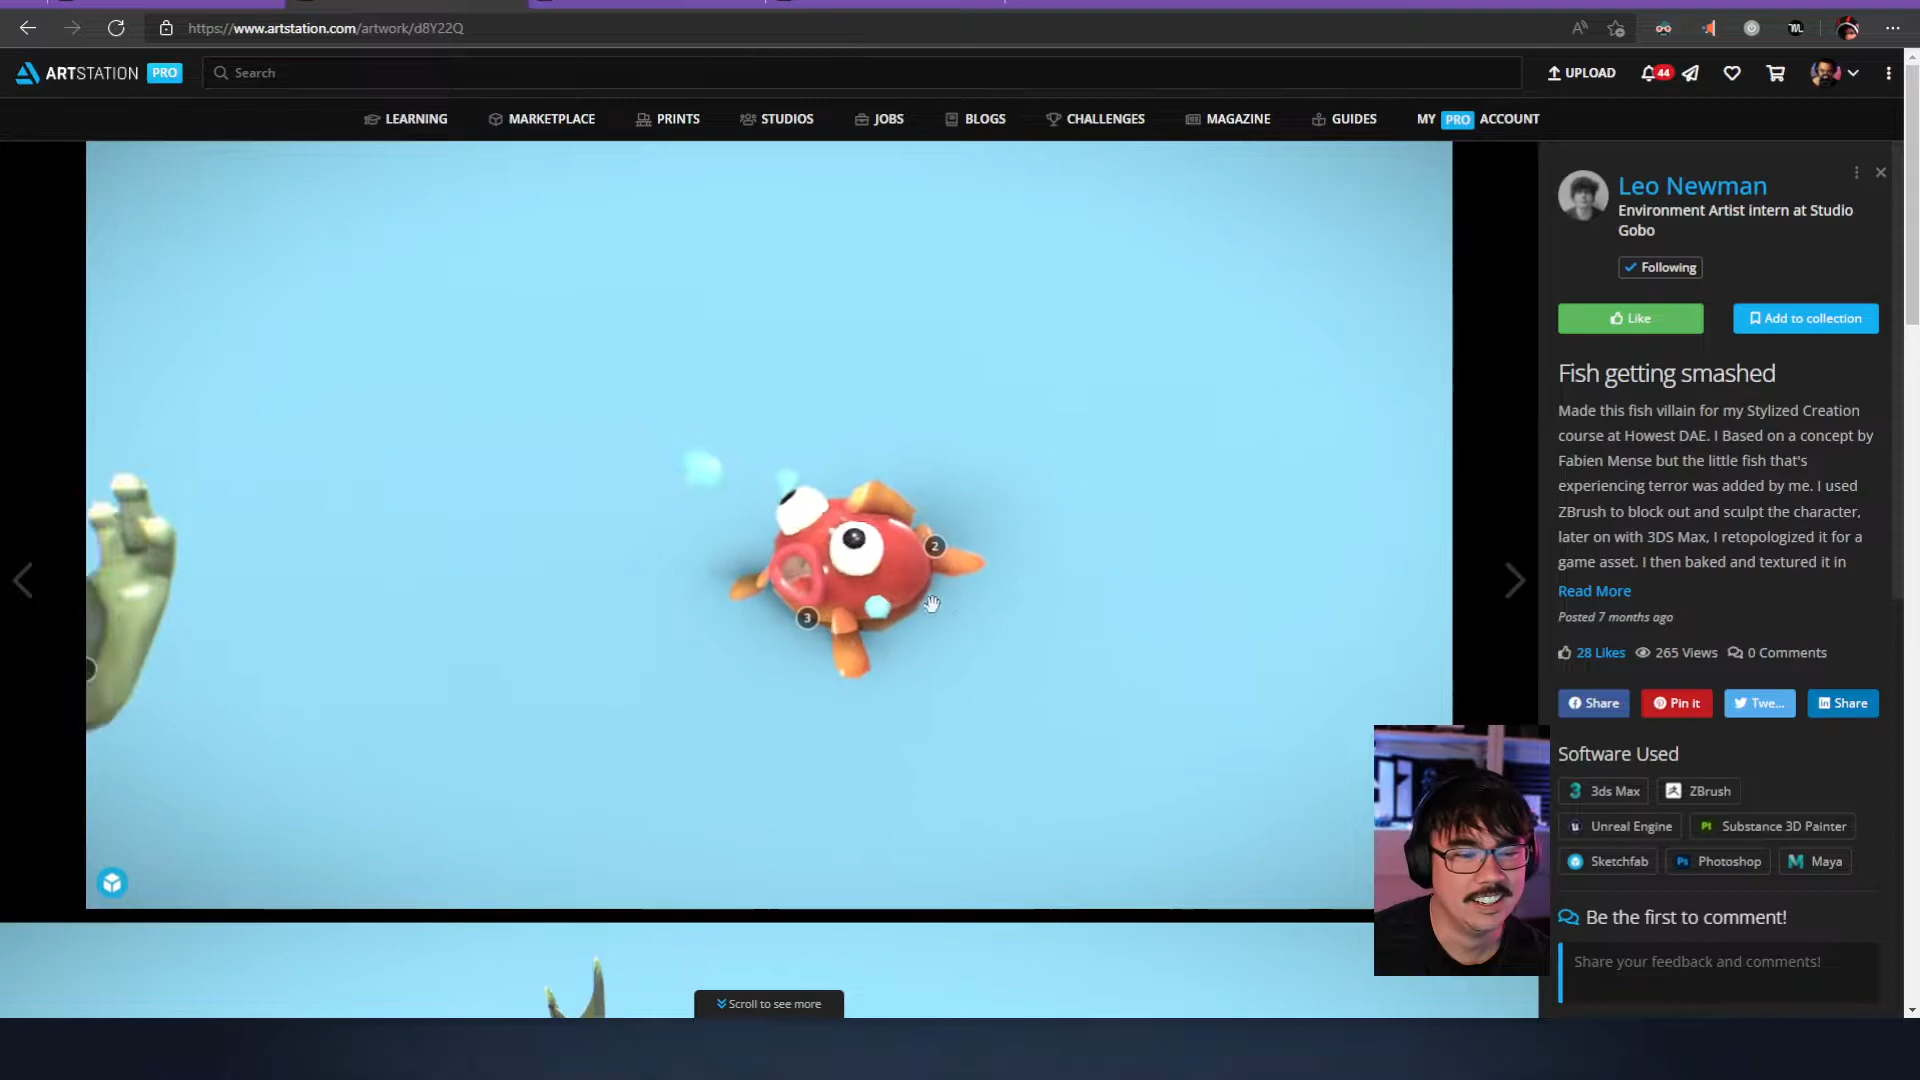 https://www.artstation.com/artwork/d8Y22Q
ARTSTATION PRO
Search
UPLOAD
44
LEARNING
MARKETPLACE
PRINTS
STUDIOS
JOBS
BLOGS
CHALLENGES
MAGAZINE
GUIDES
MY PRO ACCOUNT
Leo Newman
Environment Artist intern at Studio
Gobo
Following
Like
Add to collection
Fish getting smashed
Made this fish villain for my Stylized Creation
course at Howest DAE. I Based on a concept by
Fabien Mense but the little fish that's
experiencing terror was added by me. I used
ZBrush to block out and sculpt the character,
later on with 3DS Max, I retopologized it for a
game asset. I then baked and textured it in
Read More
Posted 7 months ago
28 Likes 265 Views 0 Comments
Share
Pin it
Twe...
Share
Software Used
3ds Max
ZBrush
Unreal Engine
Pt Substance 3D Painter
Sketchfab
Ps Photoshop
M Maya
Be the first to comment!
Share your feedback and comments!
2
3
Scroll to see more